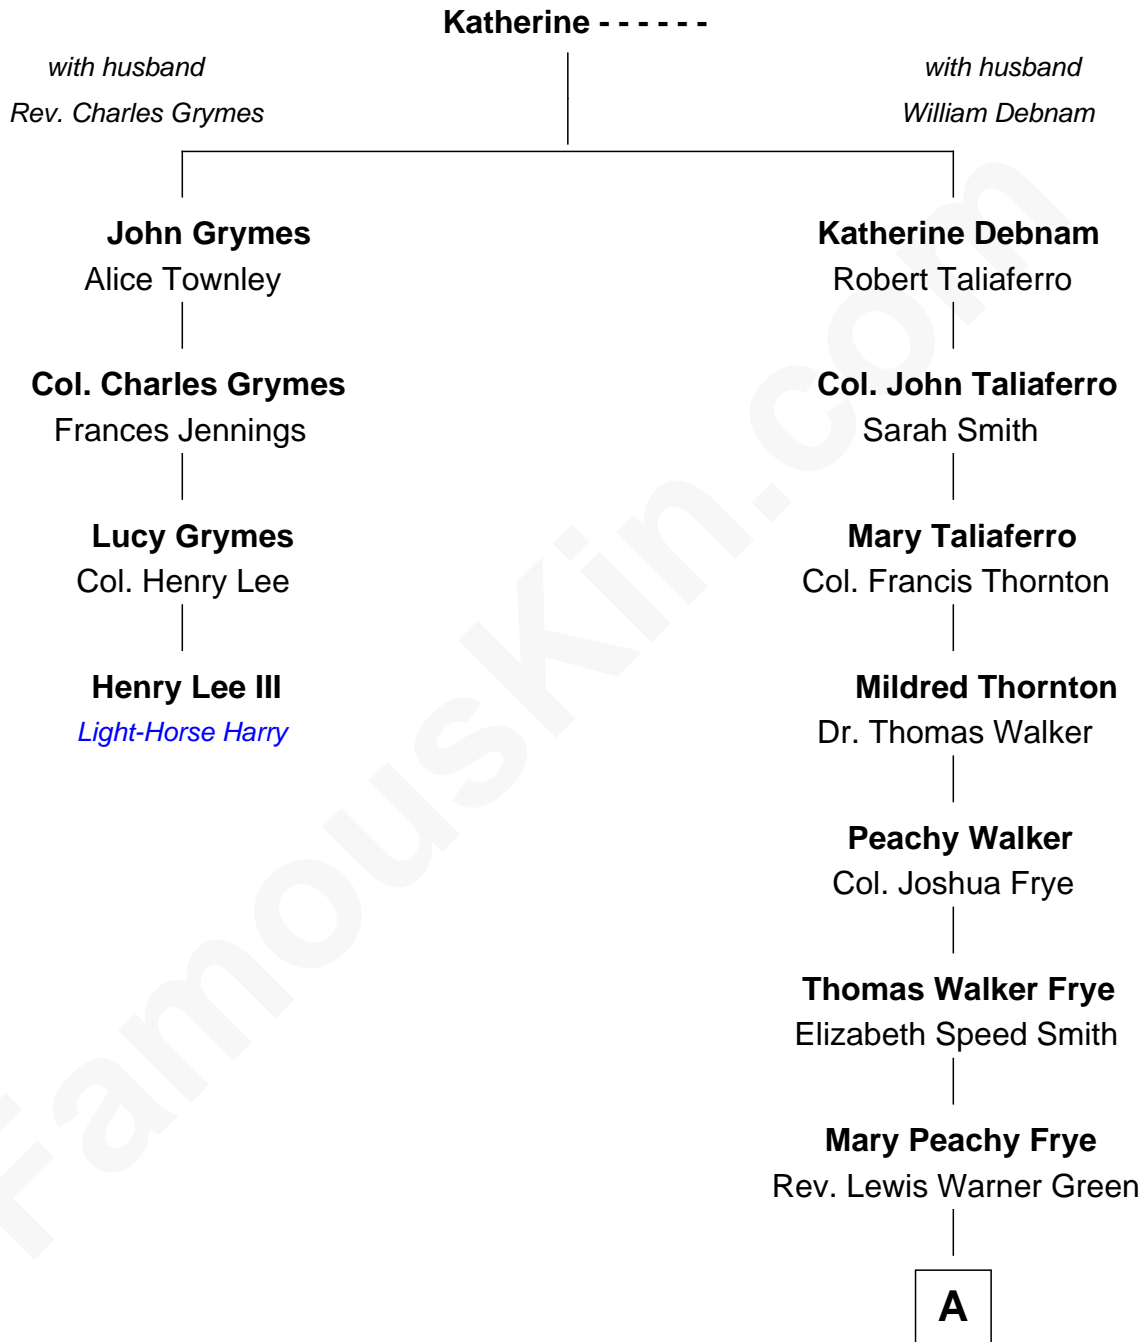 Katherine - - - - - -
with husband
Rev. Charles Grymes
with husband
William Debnam
John Grymes
Alice Townley
Col. Charles Grymes
Frances Jennings
Lucy Grymes
Col. Henry Lee
Henry Lee III
Light-Horse Harry
Katherine Debnam
Robert Taliaferro
Col. John Taliaferro
Sarah Smith
Mary Taliaferro
Col. Francis Thornton
Mildred Thornton
Dr. Thomas Walker
Peachy Walker
Col. Joshua Frye
Thomas Walker Frye
Elizabeth Speed Smith
Mary Peachy Frye
Rev. Lewis Warner Green
A
FamousKin.com